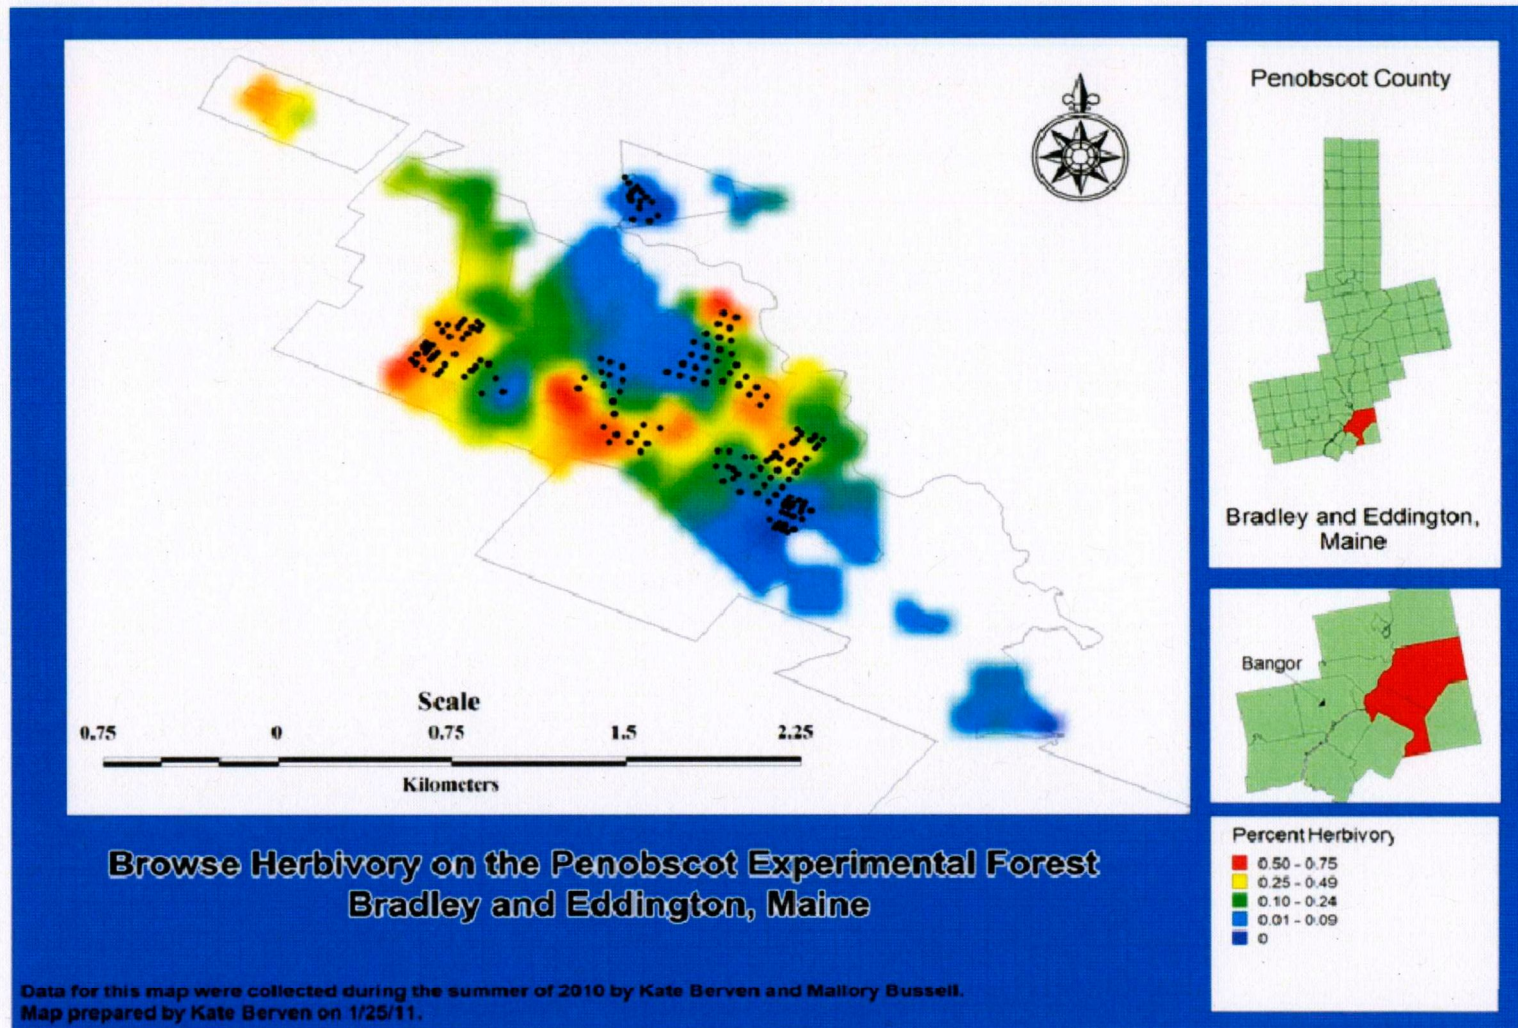 Penobscot County
Bradley and Eddington,
Maine
Bangor
Scale
0.75 0 0.75 1.5 2.25
Kilometers
Percent Herbivory
0.50 - 0.75
0.25 - 0.49
0.10 - 0.24
0.01 - 0.09
0
Browse Herbivory on the Penobscot Experimental Forest
Bradley and Eddington, Maine
Data for this map were collected during the summer of 2010 by Kate Berven and Mallory Bussell.
Map prepared by Kate Berven on 1/25/11.